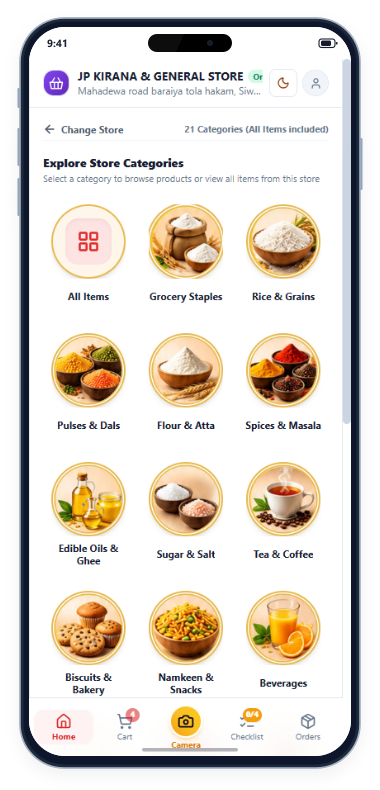 9:41
JP KIRANA & GENERAL STORE
Mahadewa road baraiya tola hakam, Siw...
Change Store
21 Categories (All Items included)
Explore Store Categories
Select a category to browse products or view all items from this store
All Items
Grocery Staples
Rice & Grains
Pulses & Dals
Flour & Atta
Spices & Masala
Edible Oils &
Ghee
Sugar & Salt
Tea & Coffee
Biscuits &
Bakery
Namkeen &
Snacks
Beverages
4
0/4
Home
Cart
Camera
Checklist
Orders